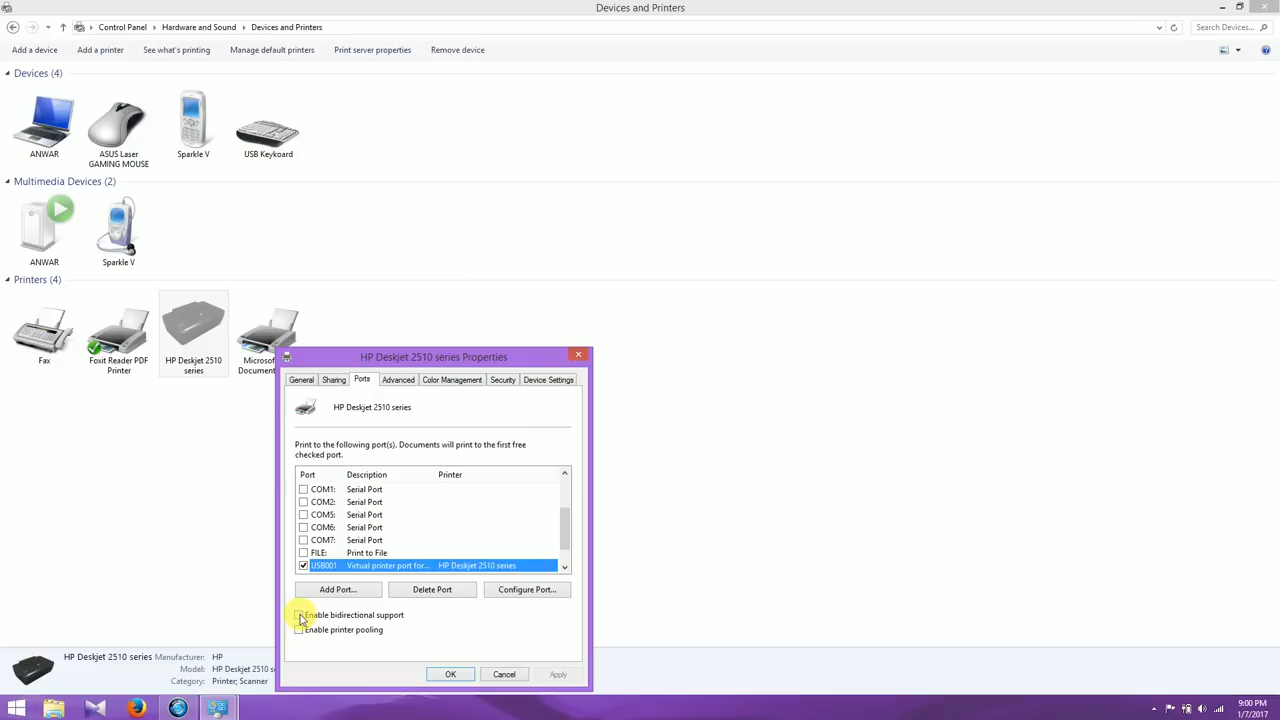 Devices and Printers
Control Panel Hardware and Sound Devices and Printers Search Devices...
Add a device Add a printer See what's printing Manage default printers Print server properties Remove device
Devices (4)
ANWAR
ASUS Laser
GAMING MOUSE
Sparkle V
USB Keykoard
Multimedia Devices (2)
ANWAR
Sparkle V
Printers (4)
Fax
Foxit Reader PDF
Printer
HP Deskjet 2510
series
Microsof
Document
HP Deskjet 2510 series Properties
General Sharing Ports Advanced Color Management Security Device Settings
HP Deskjet 2510 series
Print to the following port(s). Documents will print to the first free
checked port.
Port Description Printer
COM1: Serial Port
COM2: Serial Port
COM5: Serial Port
COM6: Serial Port
COM7: Serial Port
FILE: Print to File
USB001 Virtual printer port for... HP Deskjet 2510 series
Add Port... Delete Port Configure Port...
Enable bidirectional support
Enable printer pooling
OK Cancel Apply
HP Deskjet 2510 series Manufacturer: HP
Model: HP Deskjet 2510 s
Category: Printer; Scanner
9:00 PM
1/7/2017